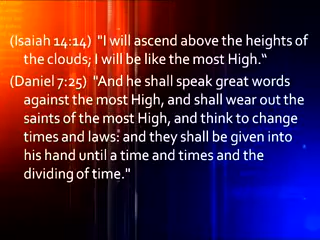 (Isaiah 14:14)  "I will ascend above the heights of
the clouds; I will be like the most High.“
(Daniel 7:25)  "And he shall speak great words
against the most High, and shall wear out the
saints of the most High, and think to change
times and laws: and they shall be given into
his hand until a time and times and the
dividing of time."